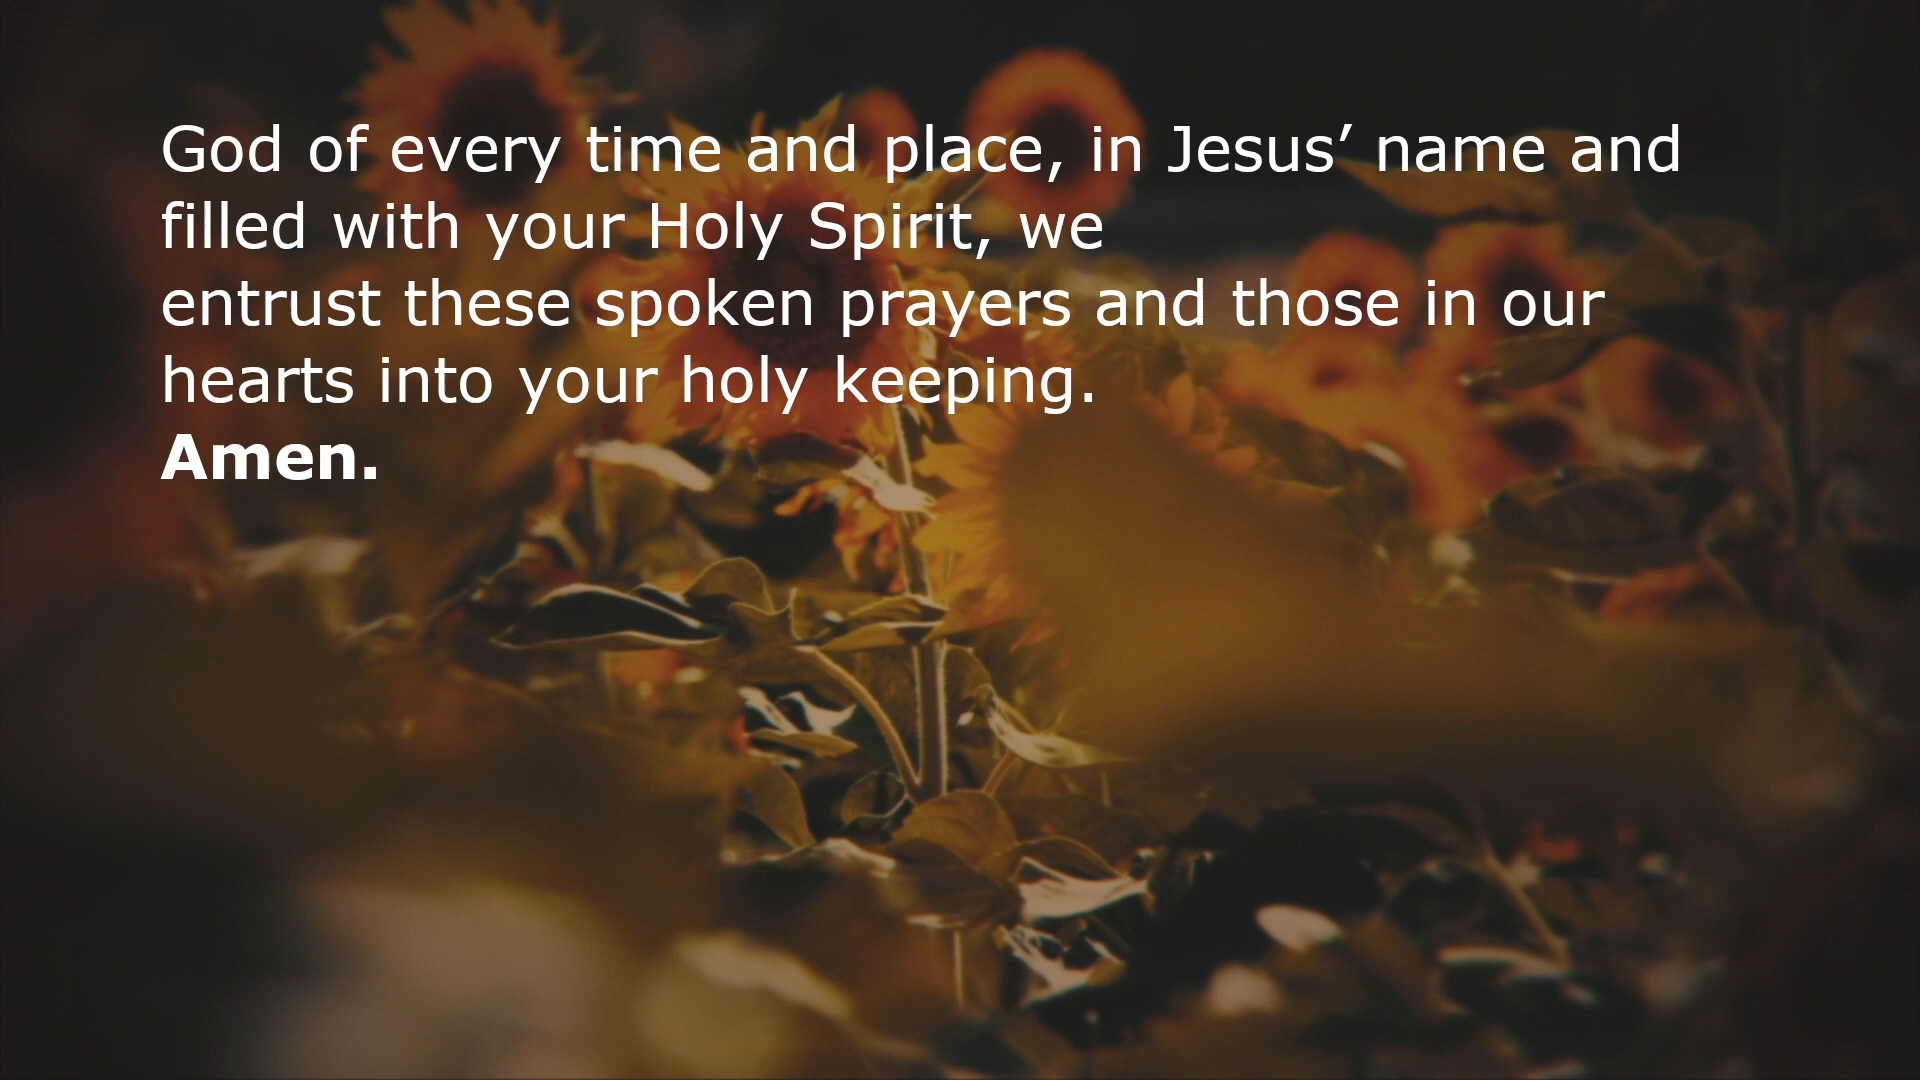 God of every time and place, in Jesus’ name and
filled with your Holy Spirit, we
entrust these spoken prayers and those in our
hearts into your holy keeping.
Amen.